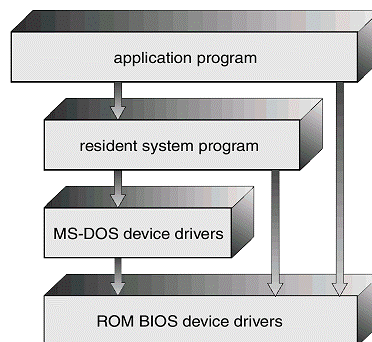 application program
resident system program
MS-DOS device drivers
ROM BIOS device drivers